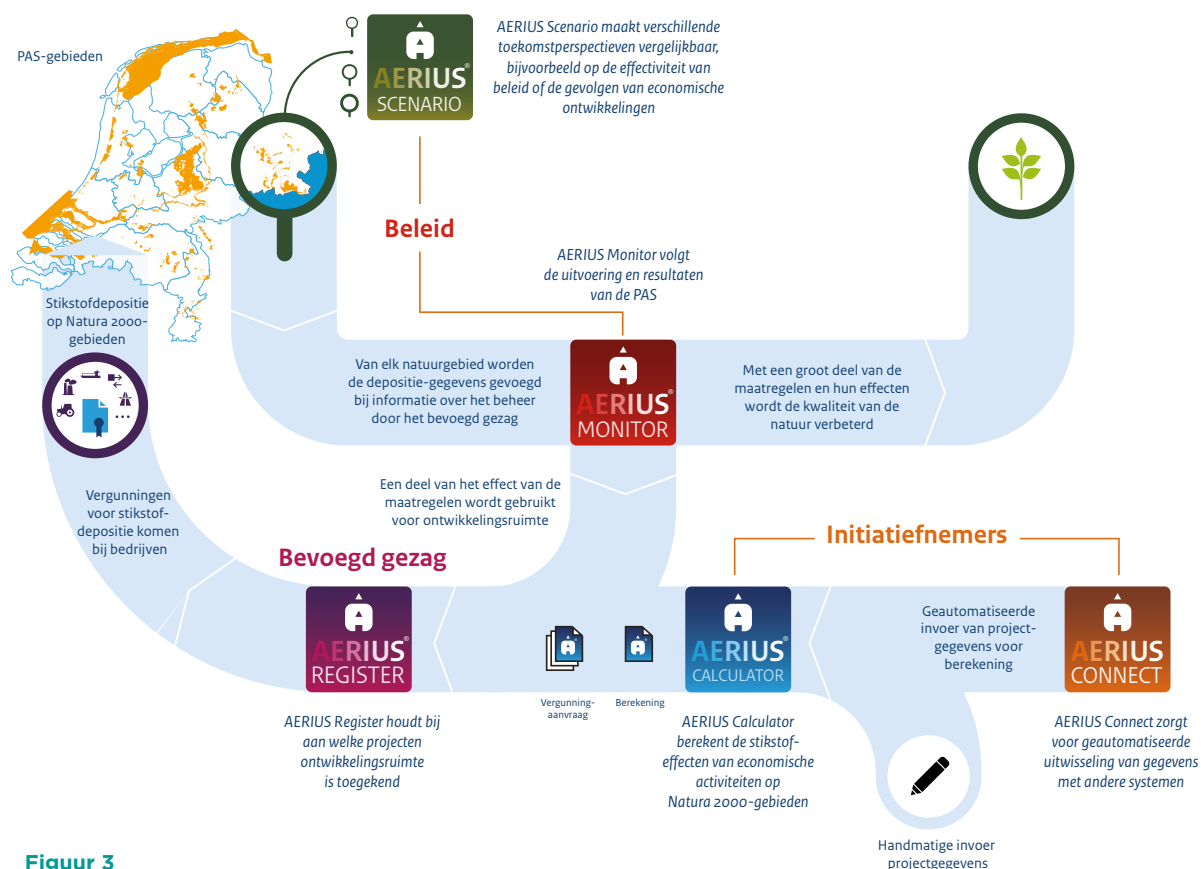 PAS-gebieden
AERIUS®
SCENARIO
AERIUS Scenario maakt verschillende
toekomstperspectieven vergelijkbaar,
bijvoorbeeld op de effectiviteit van
beleid of de gevolgen van economische
ontwikkelingen
Beleid
AERIUS Monitor volgt
de uitvoering en resultaten
van de PAS
Stikstofdepositie
op Natura 2000-
gebieden
Van elk natuurgebied worden
de depositie-gegevens gevoegd
bij informatie over het beheer
door het bevoegd gezag
AERIUS®
MONITOR
Met een groot deel van de
maatregelen en hun effecten
wordt de kwaliteit van de
natuur verbeterd
Vergunningen
voor stikstof-
depositie komen
bij bedrijven
Een deel van het effect van de
maatregelen wordt gebruikt
voor ontwikkelingsruimte
Bevoegd gezag
Initiatiefnemers
AERIUS®
REGISTER
Vergunning-
aanvraag
Berekening
AERIUS®
CALCULATOR
Geautomatiseerde
invoer van project-
gegevens voor
berekening
AERIUS®
CONNECT
AERIUS Register houdt bij
aan welke projecten
ontwikkelingsruimte
is toegekend
AERIUS Calculator
berekent de stikstof-
effecten van economische
activiteiten op
Natura 2000-gebieden
AERIUS Connect zorgt
voor geautomatiseerde
uitwisseling van gegevens
met andere systemen
Handmatige invoer
projectgegevens
Figuur 3